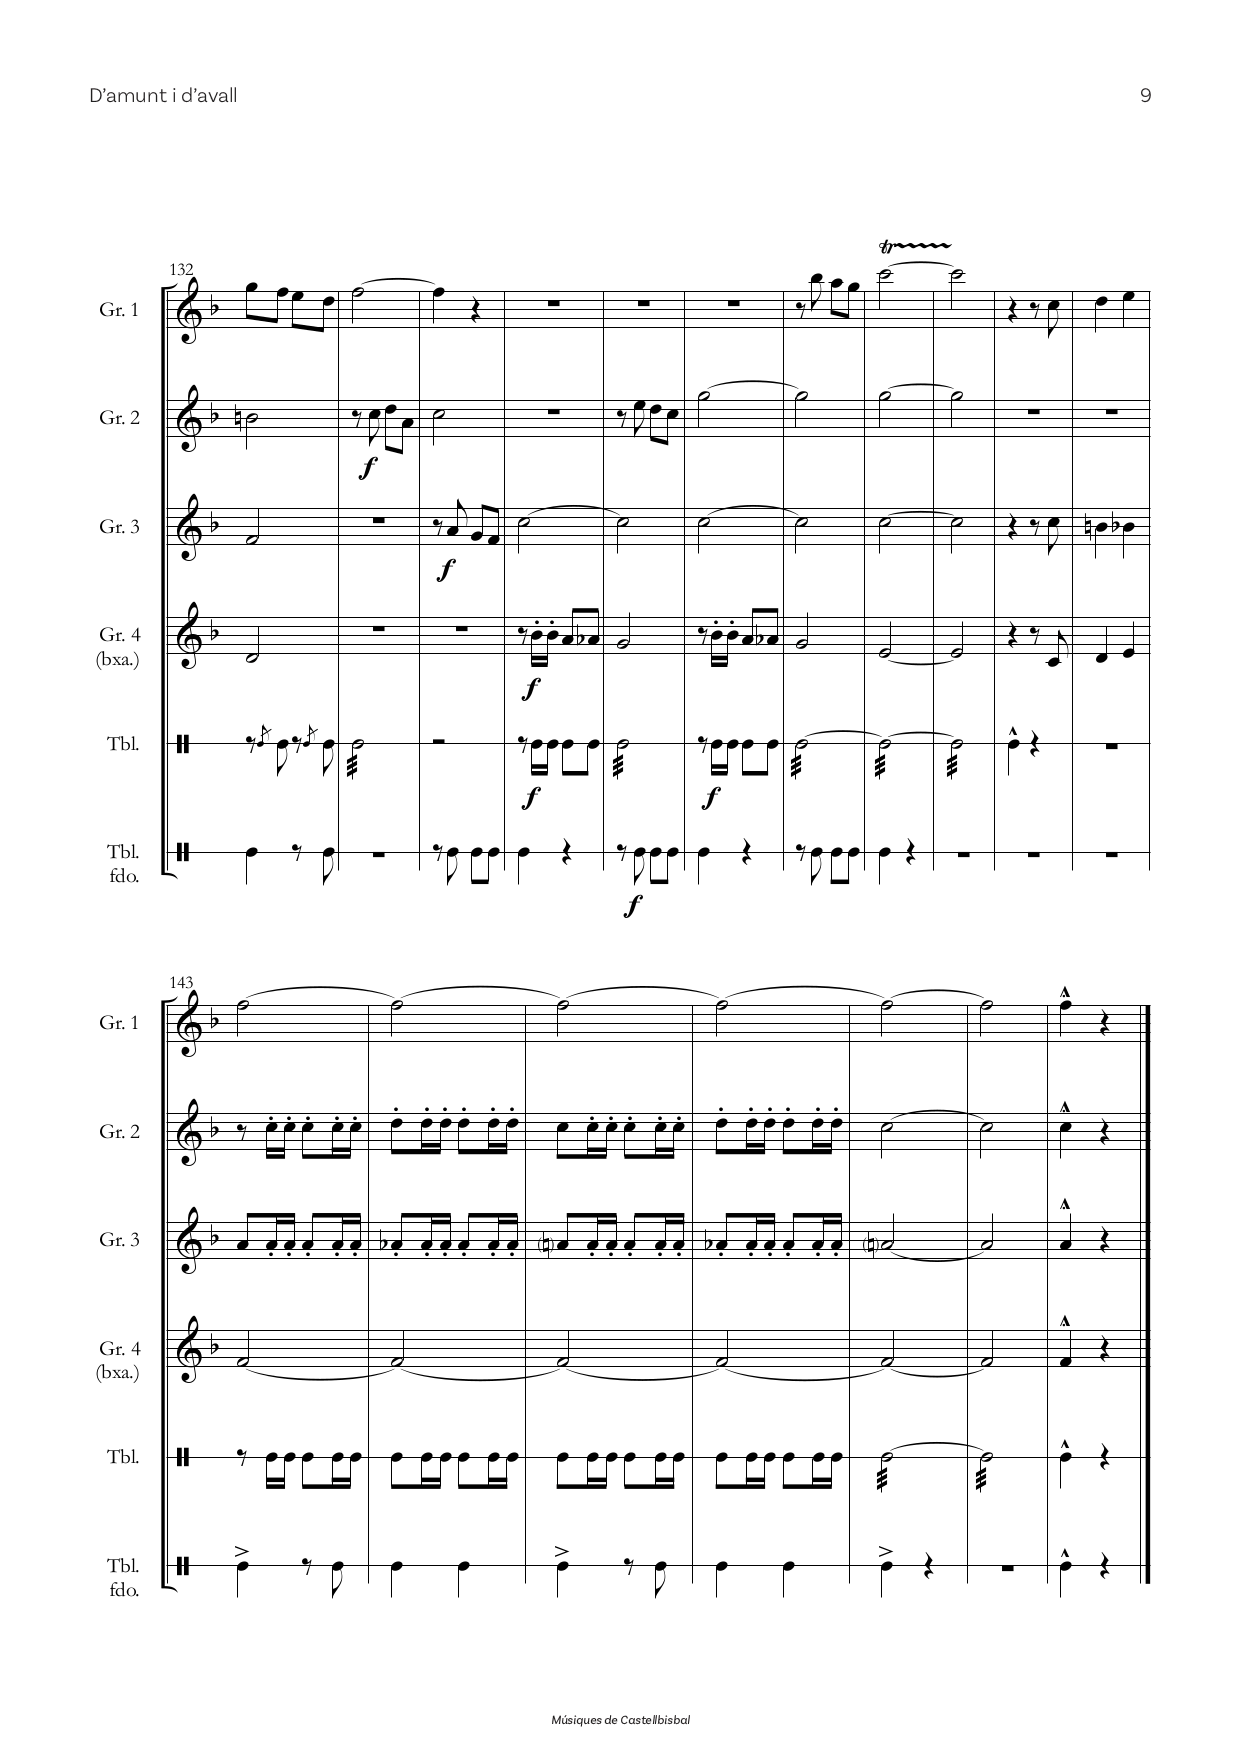 D’amunt i d’avall 9
132
tr
Gr. 1
Gr. 2
f
Gr. 3
f
Gr. 4
(bxa.)
f
Tbl.
f f
Tbl.
fdo.
f
143
Gr. 1
Gr. 2
Gr. 3
Gr. 4
(bxa.)
Tbl.
Tbl.
fdo.
Músiques de Castellbisbal